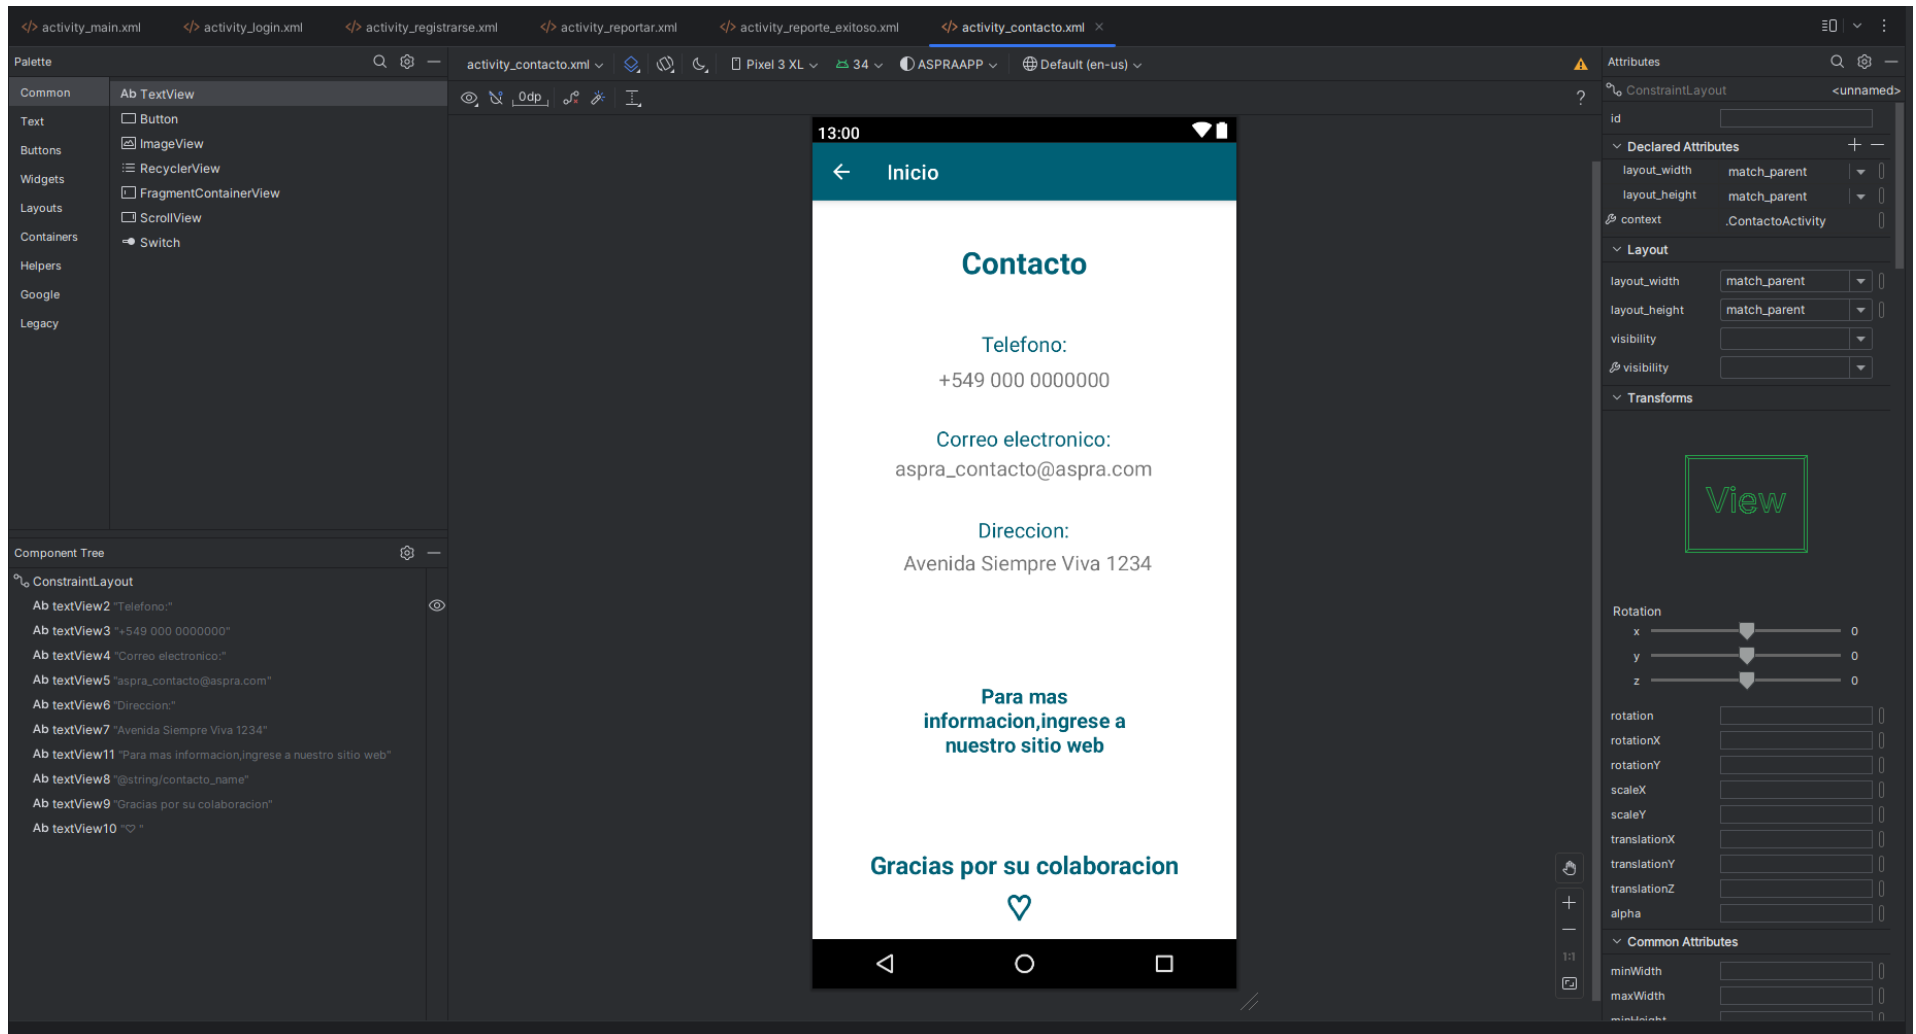 activity_main.xml
activity_login.xml
activity_registrarse.xml
activity_reportar.xml
activity_reporte_exitoso.xml
activity_contacto.xml
Palette
Common
Text
Buttons
Widgets
Layouts
Containers
Helpers
Google
Legacy
Ab TextView
Button
ImageView
RecyclerView
FragmentContainerView
ScrollView
Switch
activity_contacto.xml
Pixel 3 XL
34
ASPRAAPP
Default (en-us)
0dp
?
13:00
Inicio
Contacto
Telefono:
+549 000 0000000
Correo electronico:
aspra_contacto@aspra.com
Direccion:
Avenida Siempre Viva 1234
Para mas
informacion,ingrese a
nuestro sitio web
Gracias por su colaboracion
♡
1:1
Component Tree
ConstraintLayout
Ab textView2 "Telefono:"
Ab textView3 "+549 000 0000000"
Ab textView4 "Correo electronico:"
Ab textView5 "aspra_contacto@aspra.com"
Ab textView6 "Direccion:"
Ab textView7 "Avenida Siempre Viva 1234"
Ab textView11 "Para mas informacion,ingrese a nuestro sitio web"
Ab textView8 "@string/contacto_name"
Ab textView9 "Gracias por su colaboracion"
Ab textView10 "♡ "
Attributes
ConstraintLayout <unnamed>
id
Declared Attributes
layout_width match_parent
layout_height match_parent
context .ContactoActivity
Layout
layout_width match_parent
layout_height match_parent
visibility
visibility
Transforms
View
Rotation
x 0
y 0
z 0
rotation
rotationX
rotationY
scaleX
scaleY
translationX
translationY
translationZ
alpha
Common Attributes
minWidth
maxWidth
minHeight